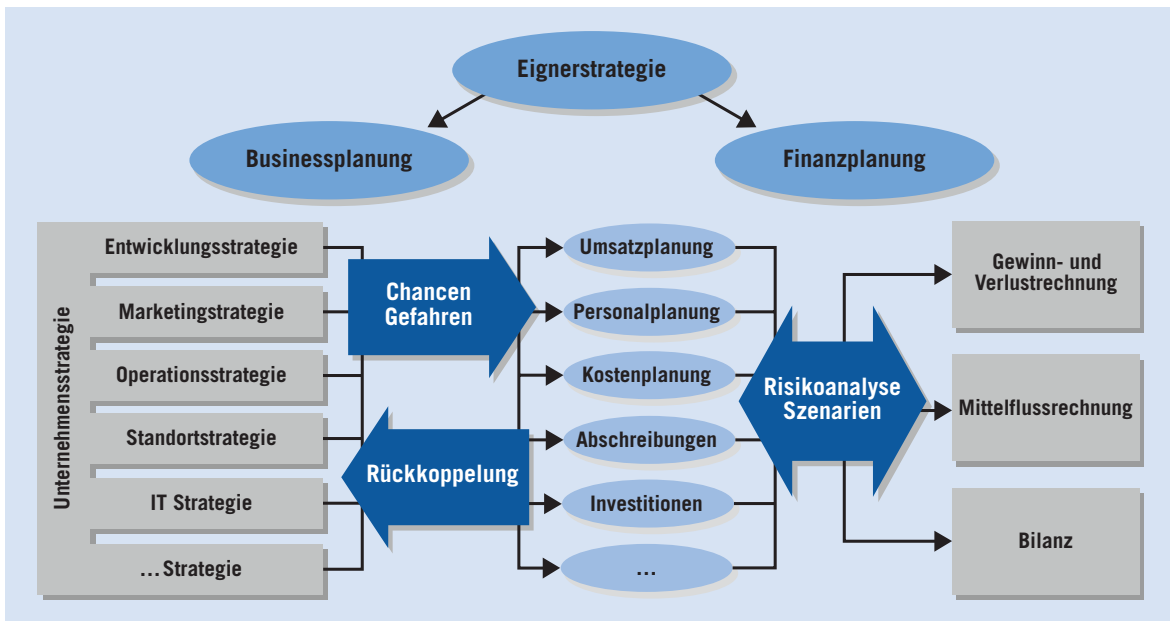 Eignerstrategie
Businessplanung
Finanzplanung
Unternehmensstrategie
Entwicklungsstrategie
Marketingstrategie
Operationsstrategie
Standortstrategie
IT Strategie
...Strategie
Chancen
Gefahren
Rückkoppelung
Umsatzplanung
Personalplanung
Kostenplanung
Abschreibungen
Investitionen
...
Risikoanalyse
Szenarien
Gewinn- und
Verlustrechnung
Mittelflussrechnung
Bilanz